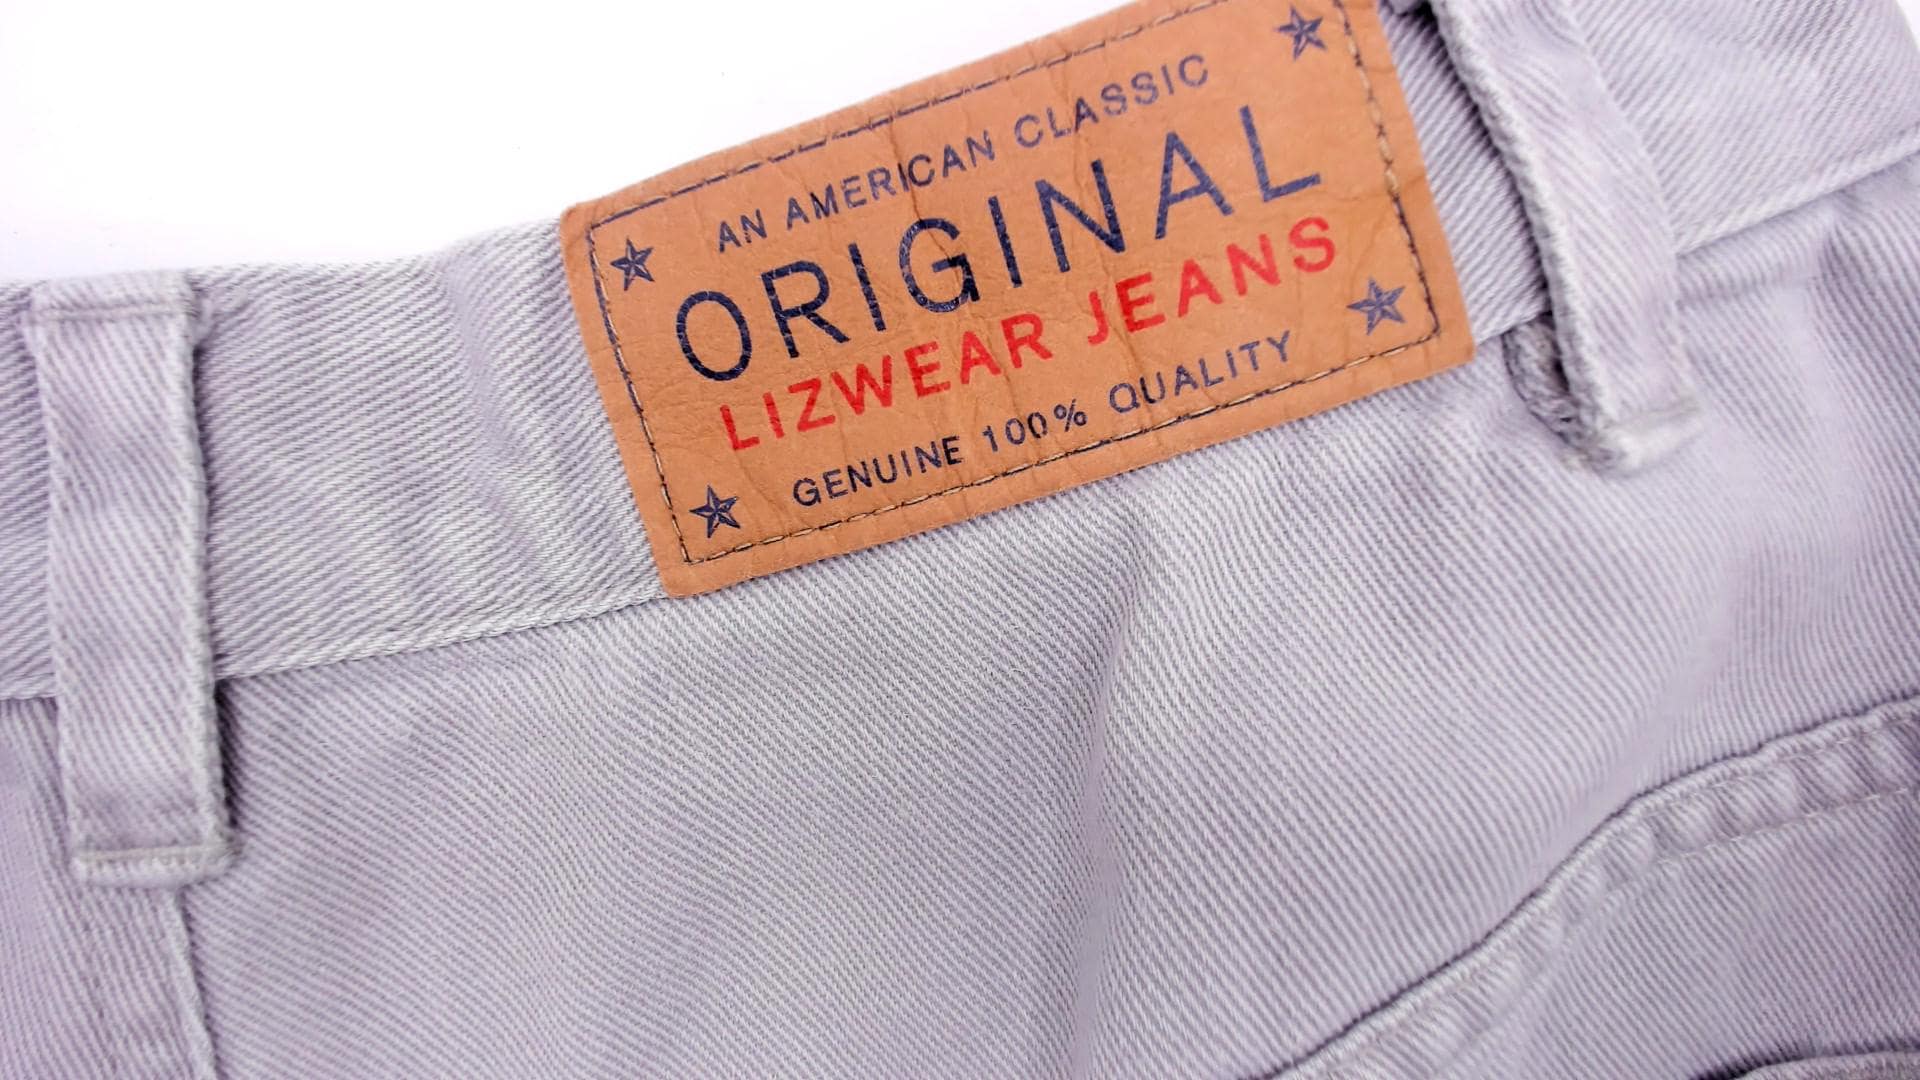 AN AMERICAN CLASSIC
ORIGINAL
LIZWEAR JEANS
GENUINE 100% QUALITY